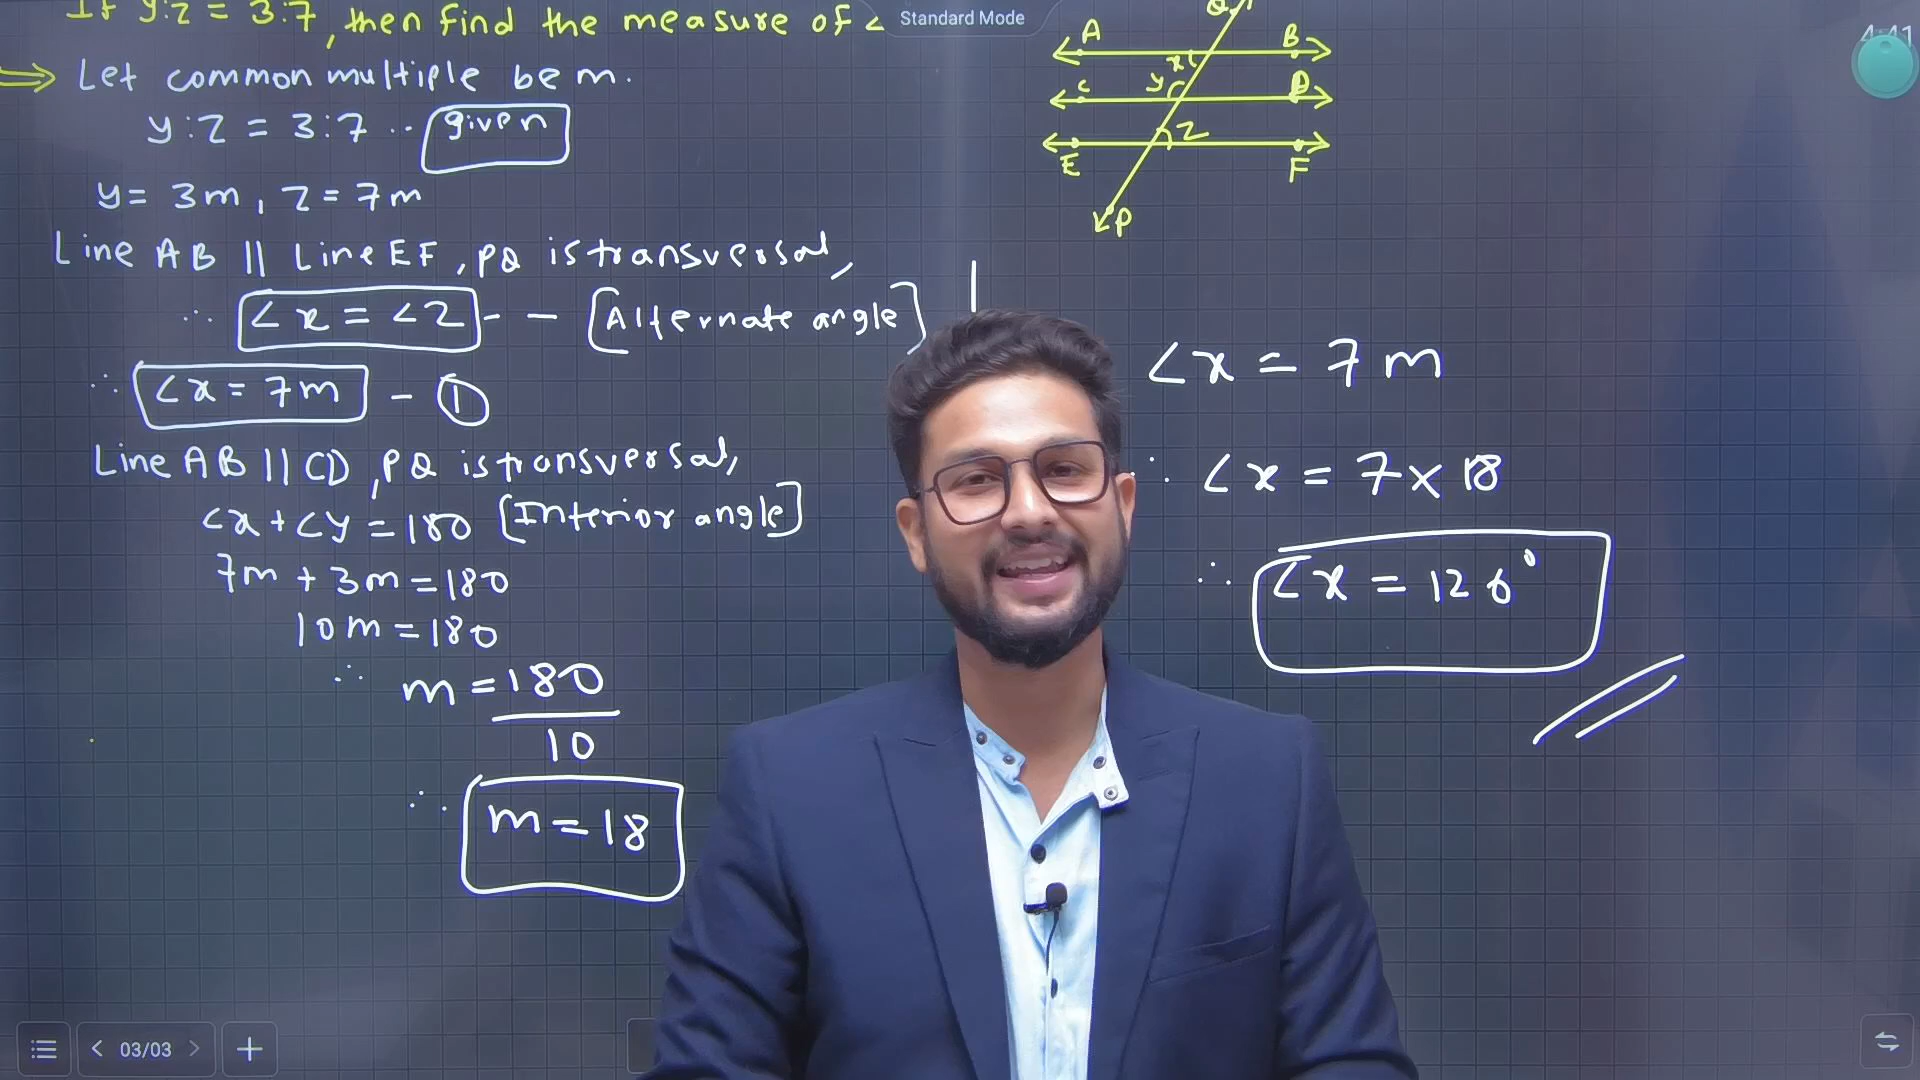 If y:z = 3:7, then find the measure of ∠
Standard Mode
4:41
⇒ Let common multiple be m.
y:z = 3:7 -- given
y = 3m, z = 7m
Line AB || Line EF, PQ is transversal,
∴ ∠x = ∠z -- [Alternate angle]
∴ ∠x = 7m - ①
Line AB || CD, PQ is transversal,
∠x + ∠y = 180 [Interior angle]
7m + 3m = 180
10m = 180
∴ m = 180
10
∴ m = 18
Q
A B
x
C y D
z
E F
P
∠x = 7m
∴ ∠x = 7 × 18
∴ ∠x = 126°
03/03